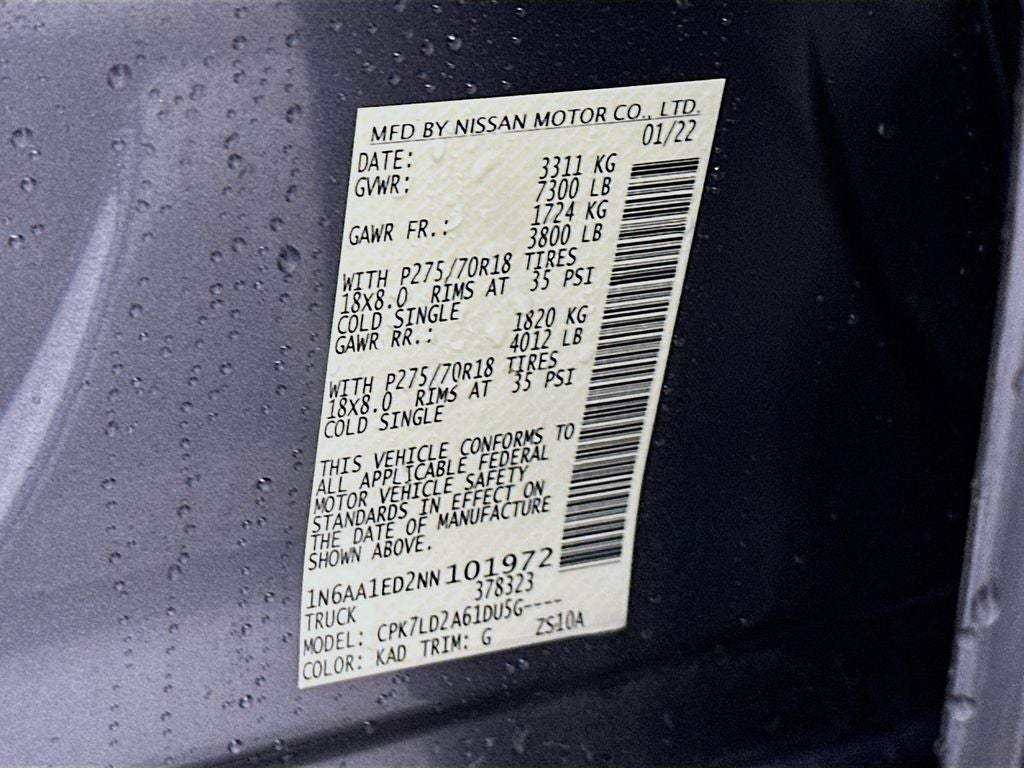 MFD BY NISSAN MOTOR CO., LTD.
DATE: 01/22
GVWR: 3311 KG
7300 LB
1724 KG
GAWR FR.: 3800 LB
WITH P275/70R18 TIRES
18X8.0 RIMS AT 35 PSI
COLD SINGLE
GAWR RR.: 1820 KG
4012 LB
WITH P275/70R18 TIRES
18X8.0 RIMS AT 35 PSI
COLD SINGLE
THIS VEHICLE CONFORMS TO
ALL APPLICABLE FEDERAL
MOTOR VEHICLE SAFETY
STANDARDS IN EFFECT ON
THE DATE OF MANUFACTURE
SHOWN ABOVE.
1N6AA1ED2NN101972
TRUCK 378323
MODEL: CPK7LD2A61DU5G----
COLOR: KAD TRIM: G ZS10A